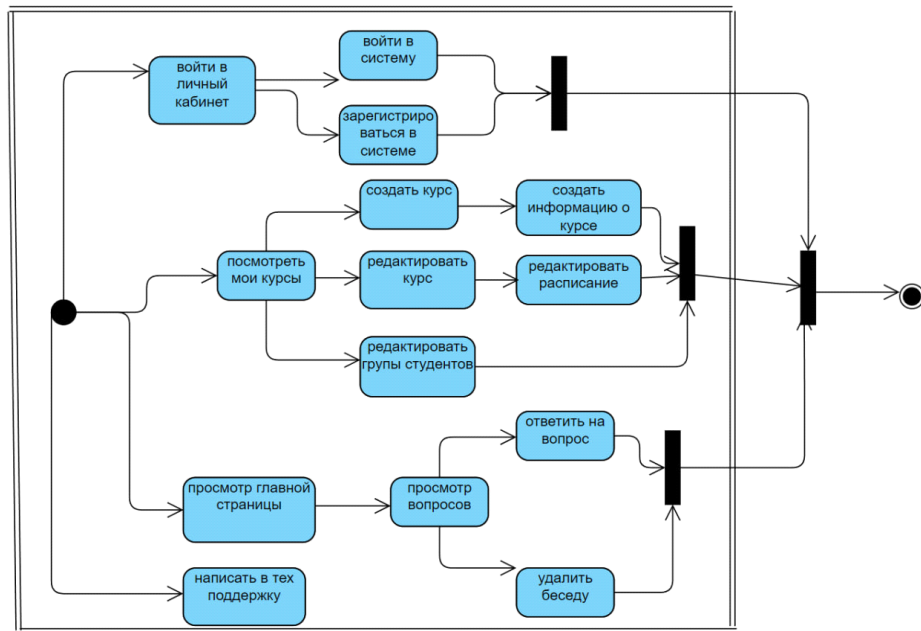 войти в
личный
кабинет
войти в
систему
зарегистриро
ваться в
системе
посмотреть
мои курсы
создать курс
создать
информацию о
курсе
редактировать
курс
редактировать
расписание
редактировать
групы студентов
просмотр главной
страницы
просмотр
вопросов
ответить на
вопрос
удалить
беседу
написать в тех
поддержку